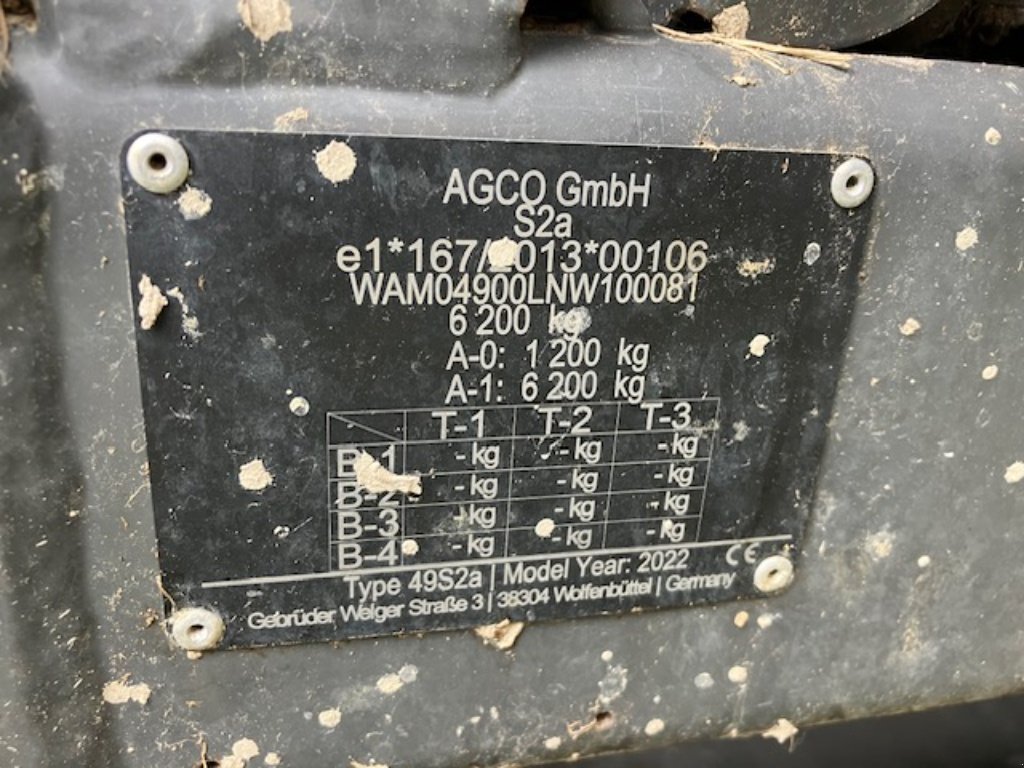 AGCO GmbH
S2a
e1*167/2013*00106
WAM04900LNW100081
6 200 kg
A-0: 1 200 kg
A-1: 6 200 kg
T-1 T-2 T-3
B-1 - kg - kg - kg
B-2 - kg - kg - kg
B-3 - kg - kg - kg
B-4 - kg - kg - kg
Type 49S2a | Model Year: 2022 CE
Gebrüder Welger Straße 3 | 38304 Wolfenbüttel | Germany